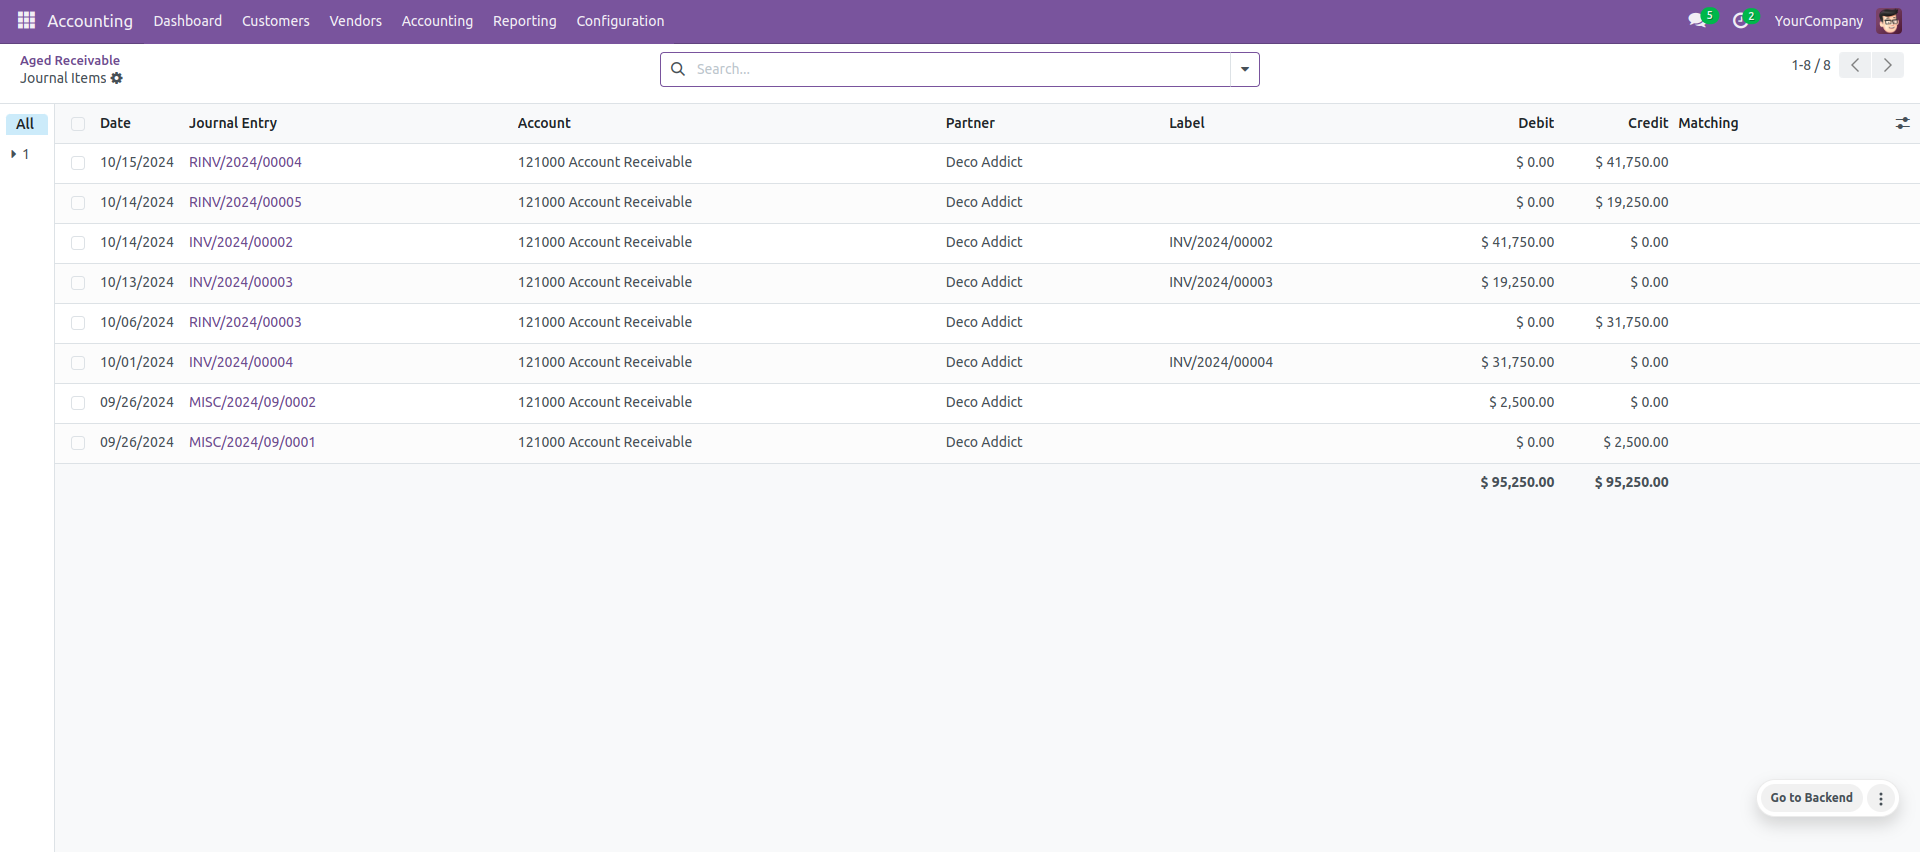 Accounting Dashboard Customers Vendors Accounting Reporting Configuration 5 2 YourCompany
Aged Receivable
Journal Items
Search...
1-8 / 8
All
1
Date Journal Entry Account Partner Label Debit Credit Matching
10/15/2024 RINV/2024/00004 121000 Account Receivable Deco Addict $ 0.00 $ 41,750.00
10/14/2024 RINV/2024/00005 121000 Account Receivable Deco Addict $ 0.00 $ 19,250.00
10/14/2024 INV/2024/00002 121000 Account Receivable Deco Addict INV/2024/00002 $ 41,750.00 $ 0.00
10/13/2024 INV/2024/00003 121000 Account Receivable Deco Addict INV/2024/00003 $ 19,250.00 $ 0.00
10/06/2024 RINV/2024/00003 121000 Account Receivable Deco Addict $ 0.00 $ 31,750.00
10/01/2024 INV/2024/00004 121000 Account Receivable Deco Addict INV/2024/00004 $ 31,750.00 $ 0.00
09/26/2024 MISC/2024/09/0002 121000 Account Receivable Deco Addict $ 2,500.00 $ 0.00
09/26/2024 MISC/2024/09/0001 121000 Account Receivable Deco Addict $ 0.00 $ 2,500.00
$ 95,250.00 $ 95,250.00
Go to Backend